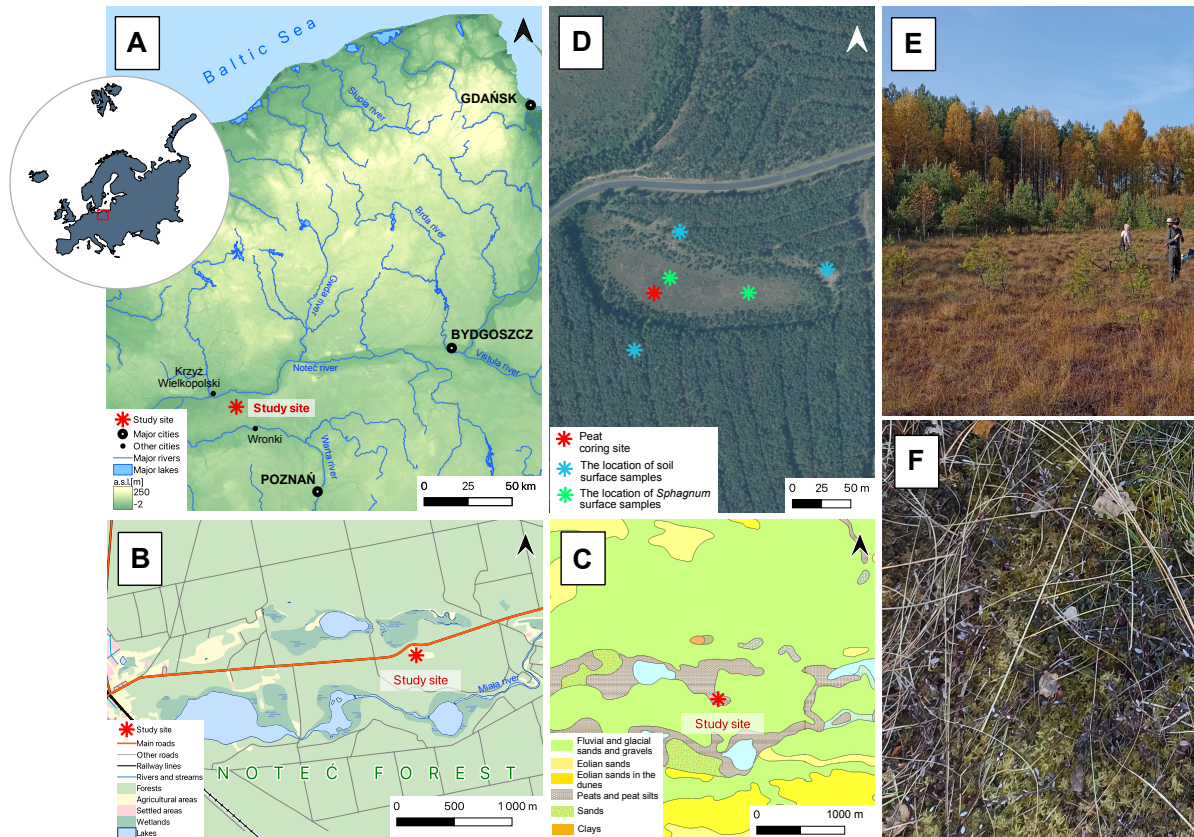 A
Baltic Sea
GDAŃSK
Słupia river
Brda river
Gwda river
BYDGOSZCZ
Vistula river
Noteć river
Krzyż
Wielkopolski
Study site
Wronki
Warta river
POZNAŃ
Study site
Major cities
Other cities
Major rivers
Major lakes
a.s.l.[m]
250
-2
0 25 50 km
D
Peat
coring site
The location of soil
surface samples
The location of Sphagnum
surface samples
0 25 50 m
E
B
Study site
Miała river
NOTEĆ FOREST
Study site
Main roads
Other roads
Railway lines
Rivers and streams
Forests
Agricultural areas
Settled areas
Wetlands
Lakes
0 500 1000 m
C
Study site
Fluvial and glacial
sands and gravels
Eolian sands
Eolian sands in the
dunes
Peats and peat silts
Sands
Clays
0 1000 m
F